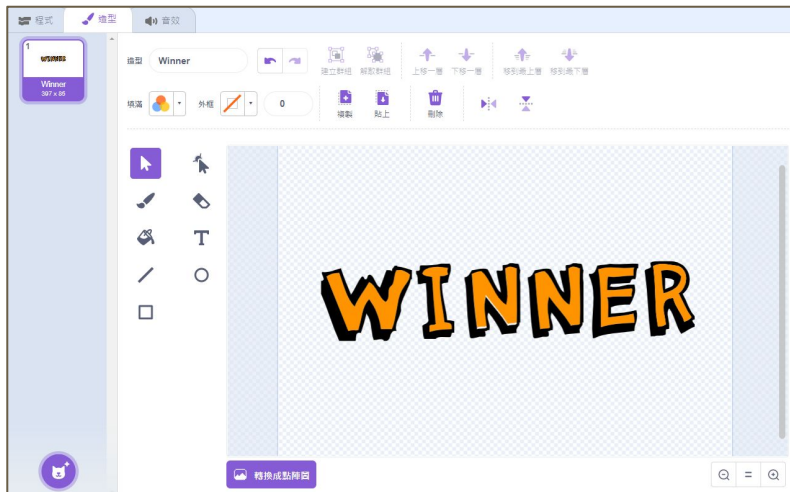 程式 造型 音效
1
WINNER
Winner
397 x 86
造型 Winner
建立群組 解散群組 上移一層 下移一層 移到最上層 移到最下層
填滿 外框 0
複製 貼上 刪除
T
WINNER
轉換成點陣圖